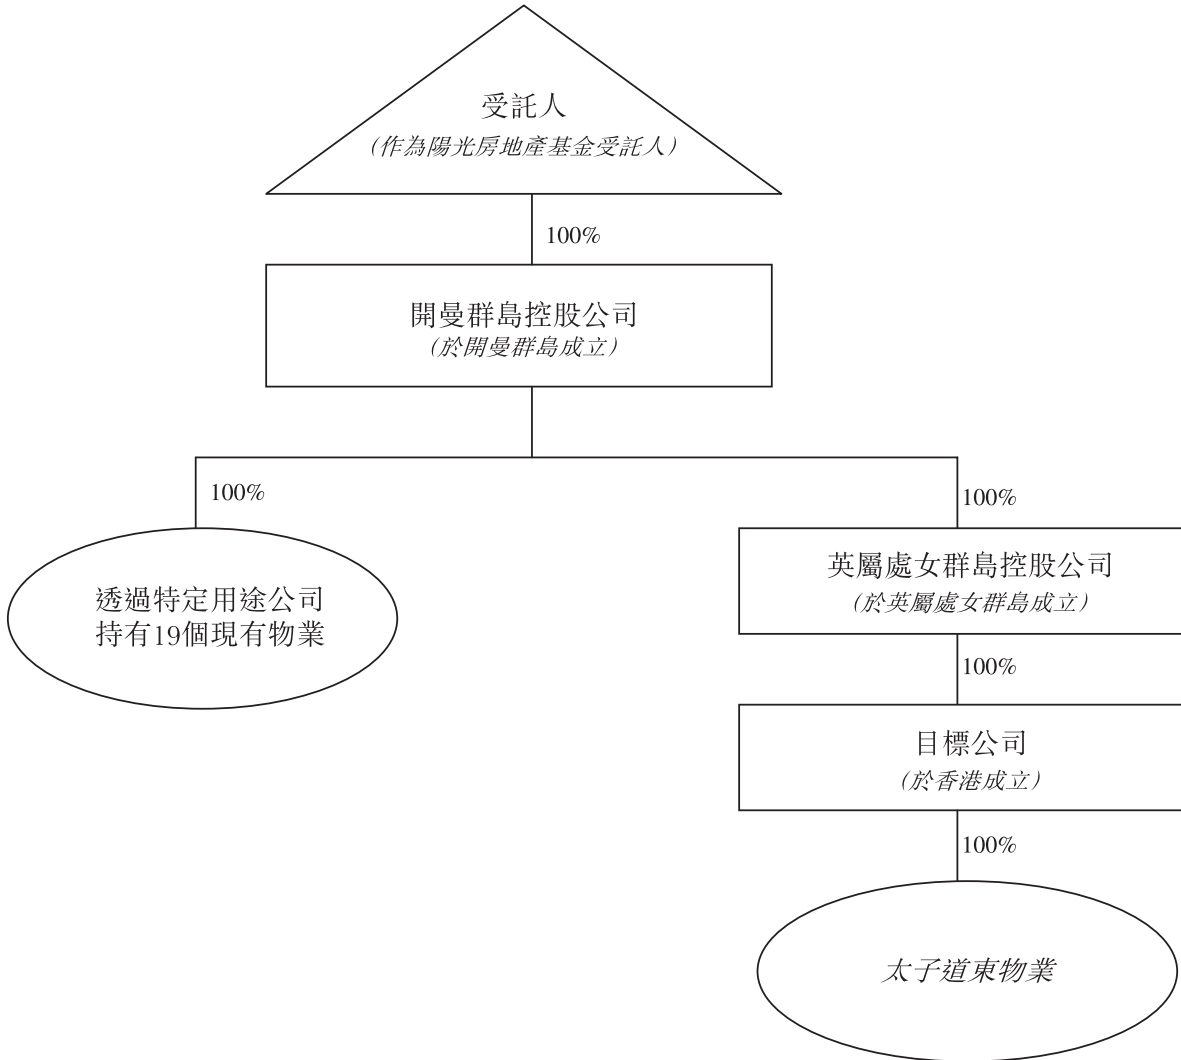 受託人
(作為陽光房地產基金受託人)
100%
開曼群島控股公司
(於開曼群島成立)
100%
透過特定用途公司
持有19個現有物業
100%
英屬處女群島控股公司
(於英屬處女群島成立)
100%
目標公司
(於香港成立)
100%
太子道東物業